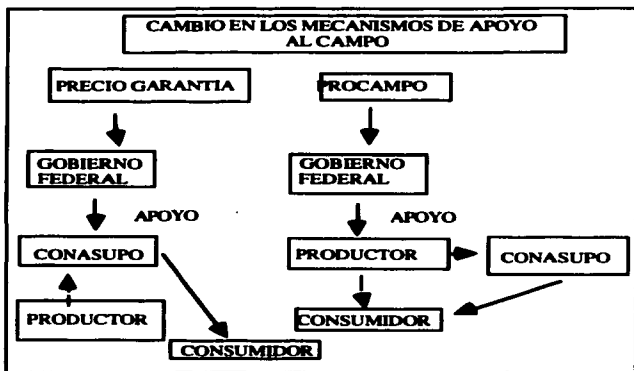 CAMBIO EN LOS MECANISMOS DE APOYO
AL CAMPO
PRECIO GARANTIA
GOBIERNO
FEDERAL
APOYO
CONASUPO
PRODUCTOR
CONSUMIDOR
PROCAMPO
GOBIERNO
FEDERAL
APOYO
PRODUCTOR
CONASUPO
CONSUMIDOR